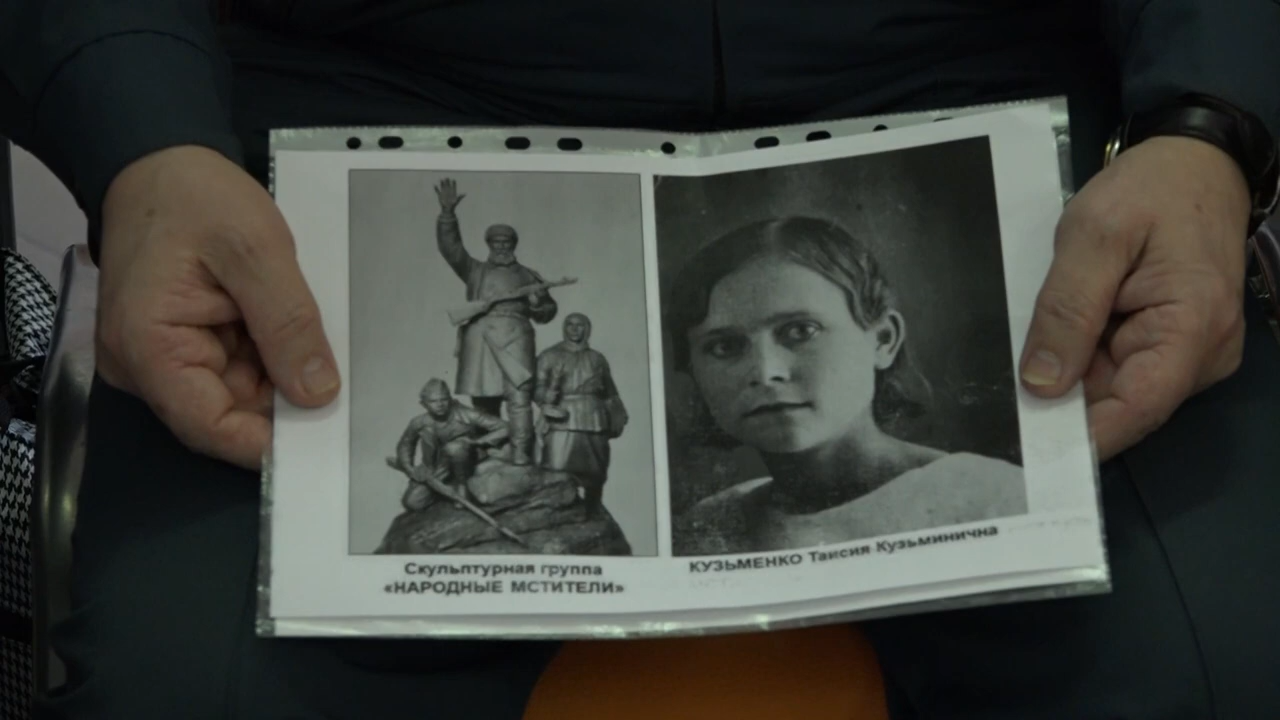 Скульптурная группа
«НАРОДНЫЕ МСТИТЕЛИ»
КУЗЬМЕНКО Таисия Кузьминична